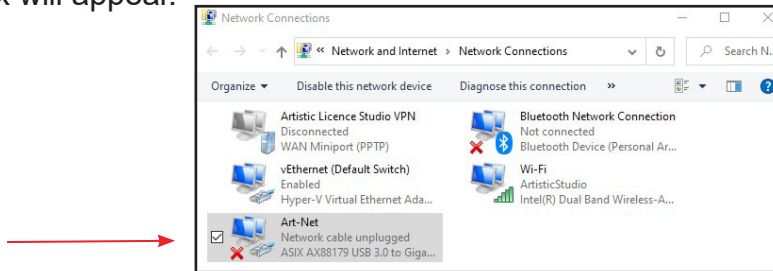 x will appear.
Network Connections
« Network and Internet > Network Connections
Search N...
Organize
Disable this network device
Diagnose this connection
»
Artistic Licence Studio VPN
Disconnected
WAN Miniport (PPTP)
Bluetooth Network Connection
Not connected
Bluetooth Device (Personal Ar...
vEthernet (Default Switch)
Enabled
Hyper-V Virtual Ethernet Ada...
Wi-Fi
ArtisticStudio
Intel(R) Dual Band Wireless-A...
Art-Net
Network cable unplugged
ASIX AX88179 USB 3.0 to Giga...